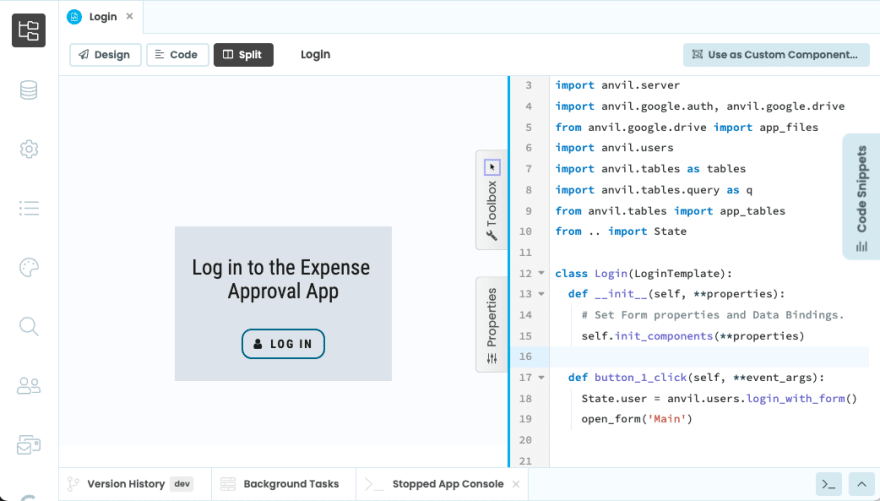 Login ×
Design Code Split Login Use as Custom Component...
Log in to the Expense
Approval App
LOG IN
Toolbox
Properties
3 import anvil.server
4 import anvil.google.auth, anvil.google.drive
5 from anvil.google.drive import app_files
6 import anvil.users
7 import anvil.tables as tables
8 import anvil.tables.query as q
9 from anvil.tables import app_tables
10 from .. import State
11
12 class Login(LoginTemplate):
13 def __init__(self, **properties):
14 # Set Form properties and Data Bindings.
15 self.init_components(**properties)
16
17 def button_1_click(self, **event_args):
18 State.user = anvil.users.login_with_form()
19 open_form('Main')
20
21
Code Snippets
Version History dev Background Tasks Stopped App Console ×